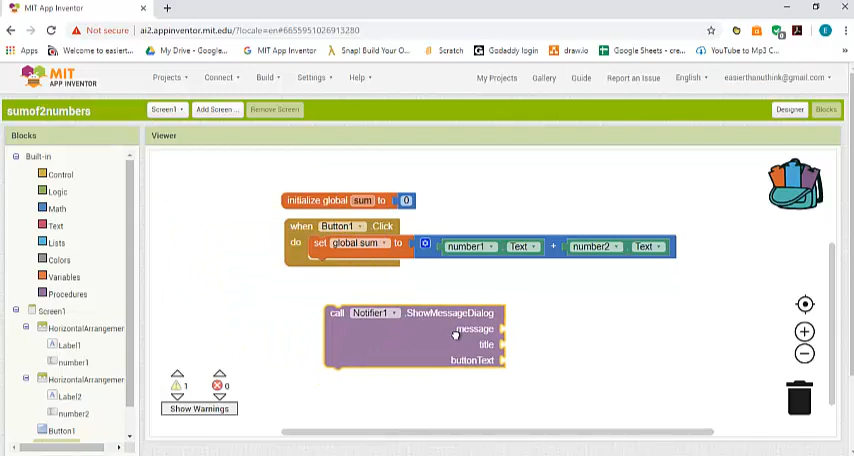 MIT App Inventor
Not secure ai2.appinventor.mit.edu/?locale=en#6655951026913280
Apps Welcome to easiert... My Drive - Google... MIT App Inventor Snap! Build Your O... Scratch Godaddy login draw.io Google Sheets - cre... YouTube to Mp3 C...
MIT
APP INVENTOR
Projects Connect Build Settings Help My Projects Gallery Guide Report an Issue English easierthanuthink@gmail.com
sumof2numbers Screen1 Add Screen ... Remove Screen Designer Blocks
Blocks Viewer
Built-in
Control
Logic
Math
Text
Lists
Colors
Variables
Procedures
Screen1
HorizontalArrangemer
Label1
number1
HorizontalArrangemer
Label2
number2
Button1
initialize global sum to 0
when Button1 .Click
do set global sum to number1 . Text + number2 . Text
call Notifier1 .ShowMessageDialog
message
title
buttonText
1 0
Show Warnings